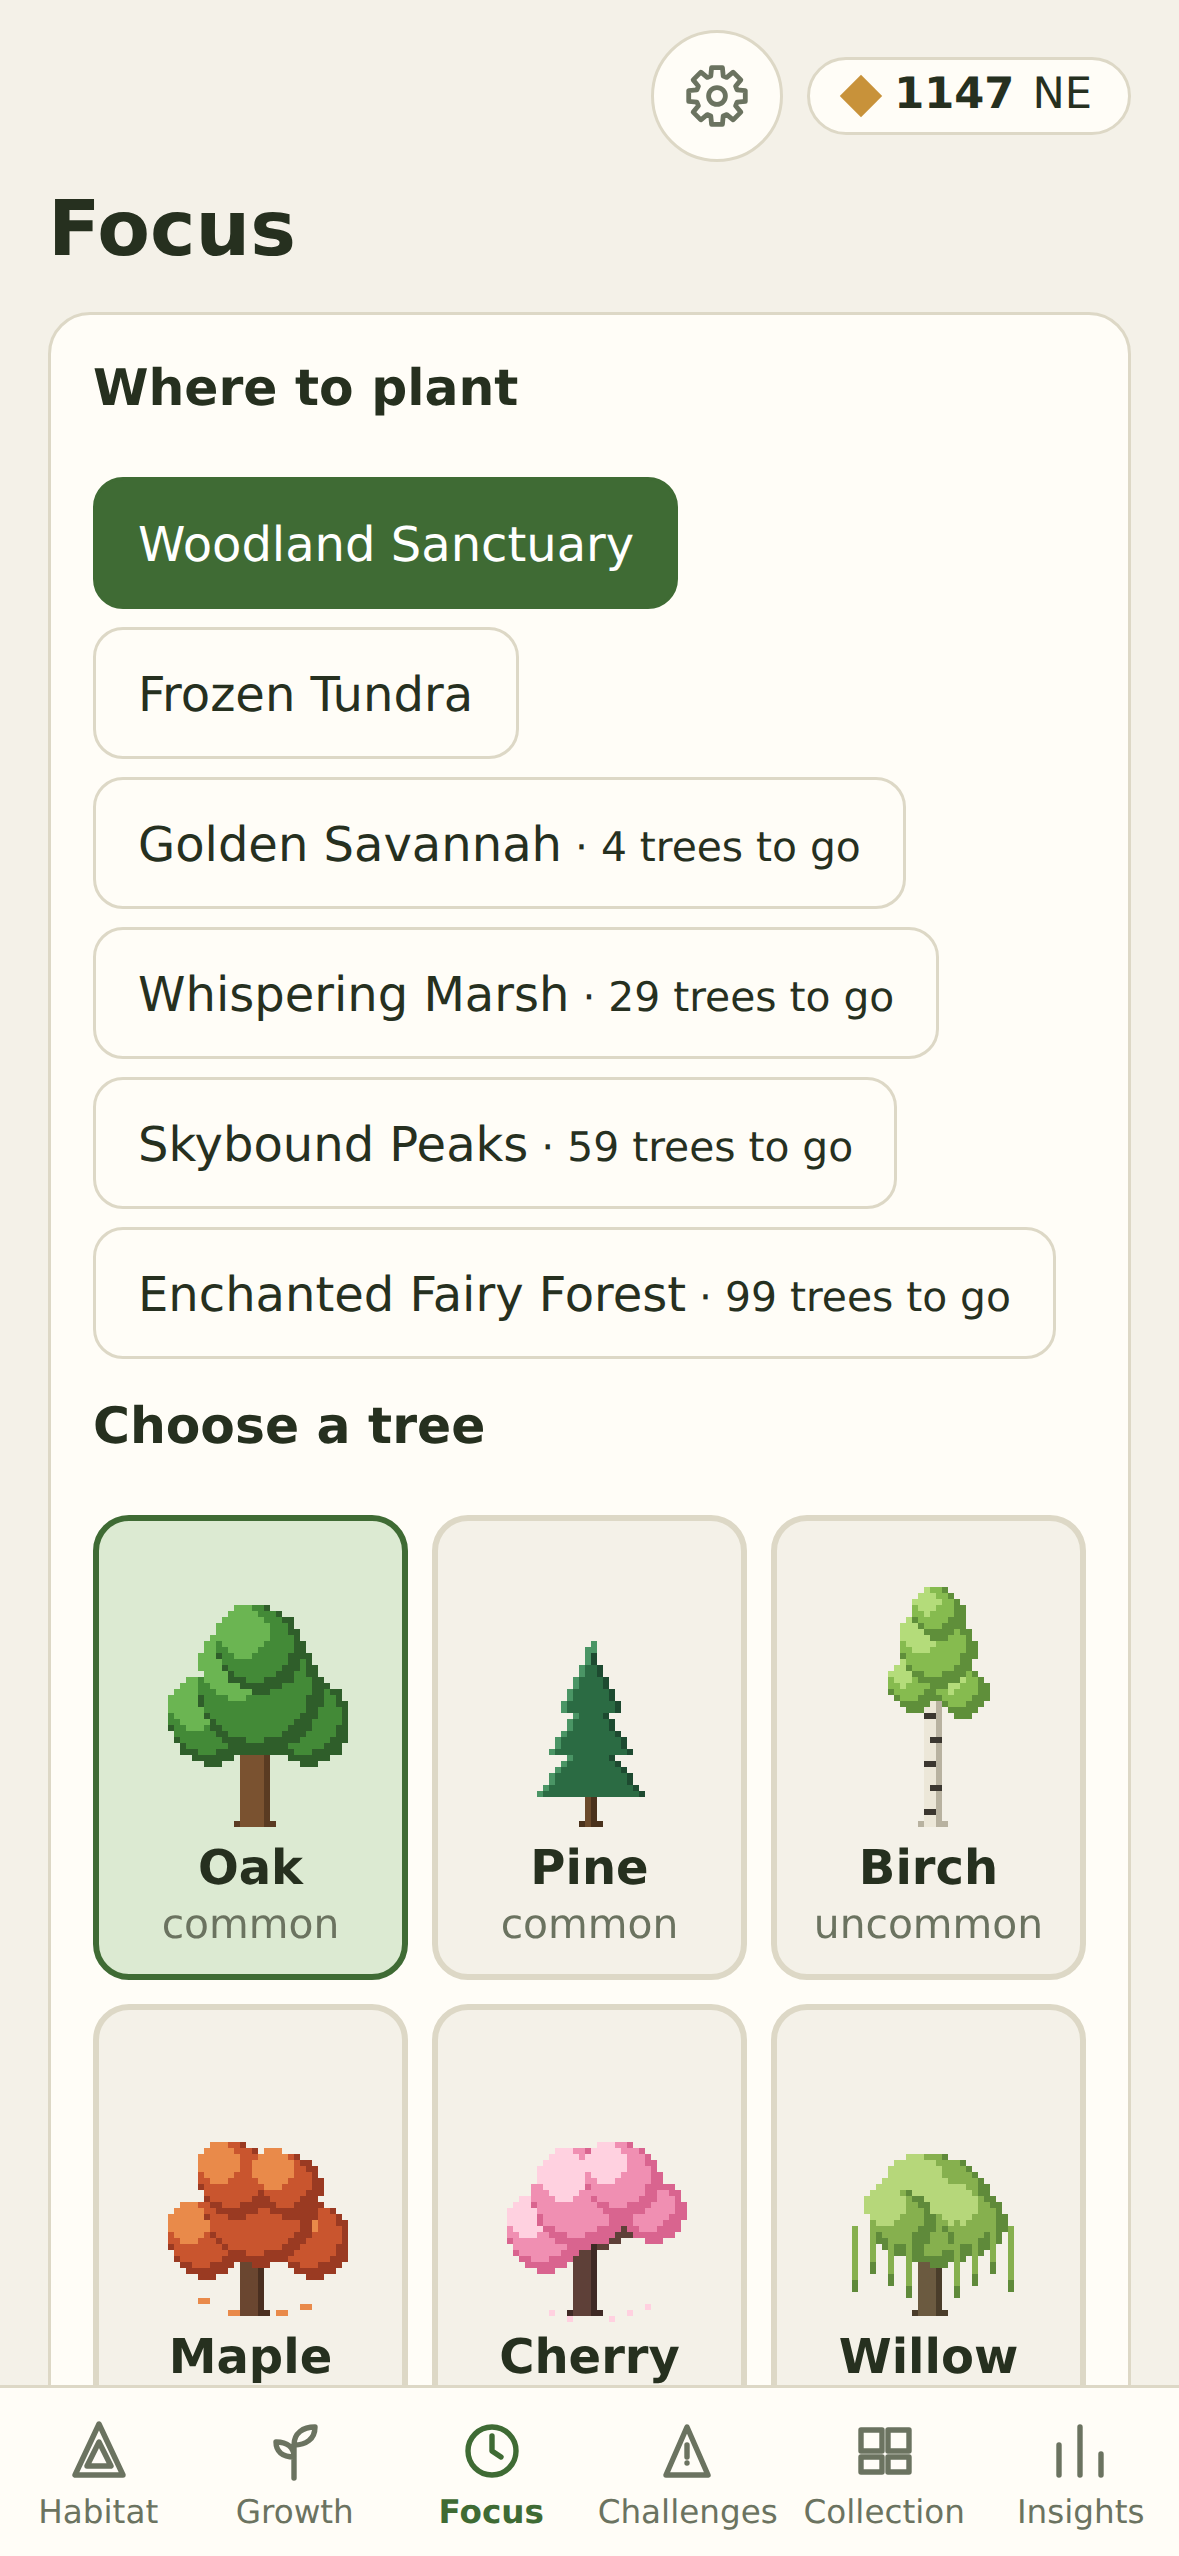 1147 NE
Focus
Where to plant
Woodland Sanctuary
Frozen Tundra
Golden Savannah · 4 trees to go
Whispering Marsh · 29 trees to go
Skybound Peaks · 59 trees to go
Enchanted Fairy Forest · 99 trees to go
Choose a tree
Oak
common
Pine
common
Birch
uncommon
Maple
Cherry
Willow
Habitat
Growth
Focus
Challenges
Collection
Insights